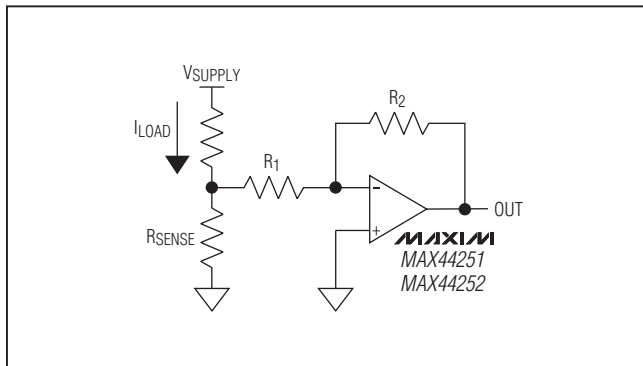 VSUPPLY
R2
ILOAD
R1
−
OUT
RSENSE
+
MAXIM
MAX44251
MAX44252